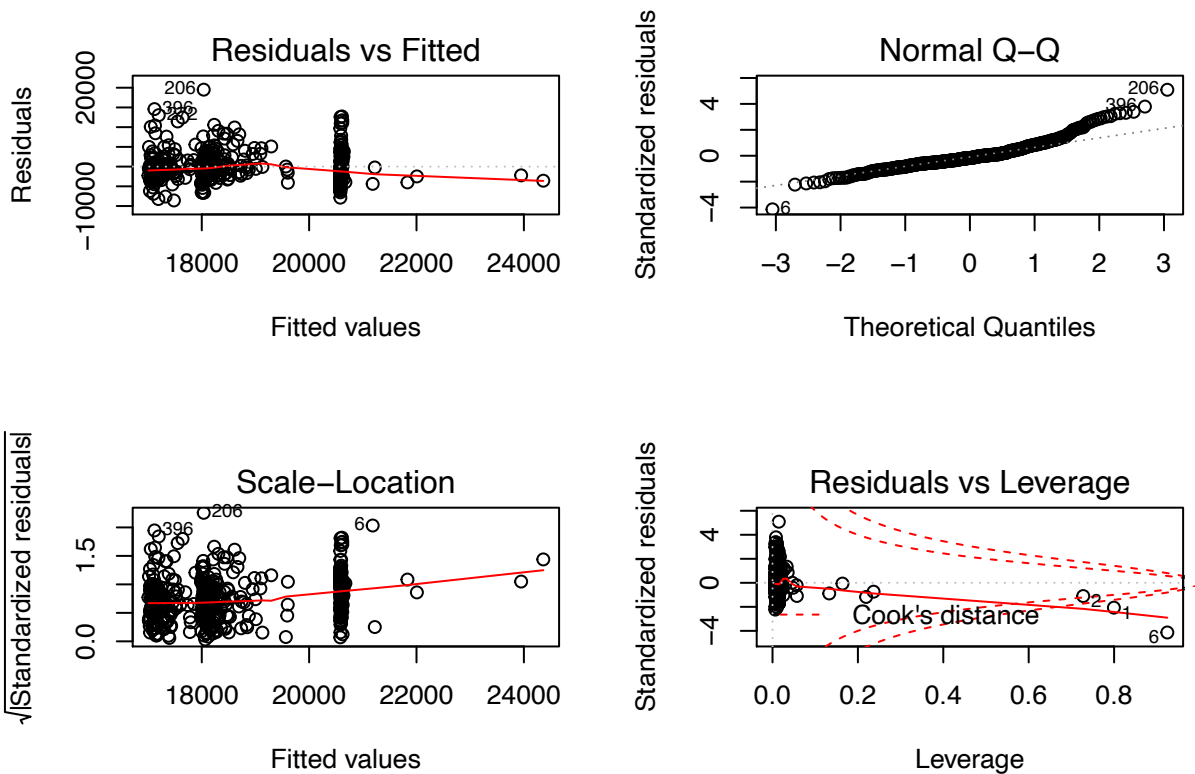 Residuals vs Fitted
Residuals
20000
-10000
206
396
272
18000 20000 22000 24000
Fitted values
Normal Q-Q
Standardized residuals
4
0
-4
206
396
6
-3 -2 -1 0 1 2 3
Theoretical Quantiles
Scale-Location
√|Standardized residuals|
1.5
0.0
206
396
6
18000 20000 22000 24000
Fitted values
Residuals vs Leverage
Standardized residuals
4
0
-4
2
1
6
Cook's distance
0.0 0.2 0.4 0.6 0.8
Leverage